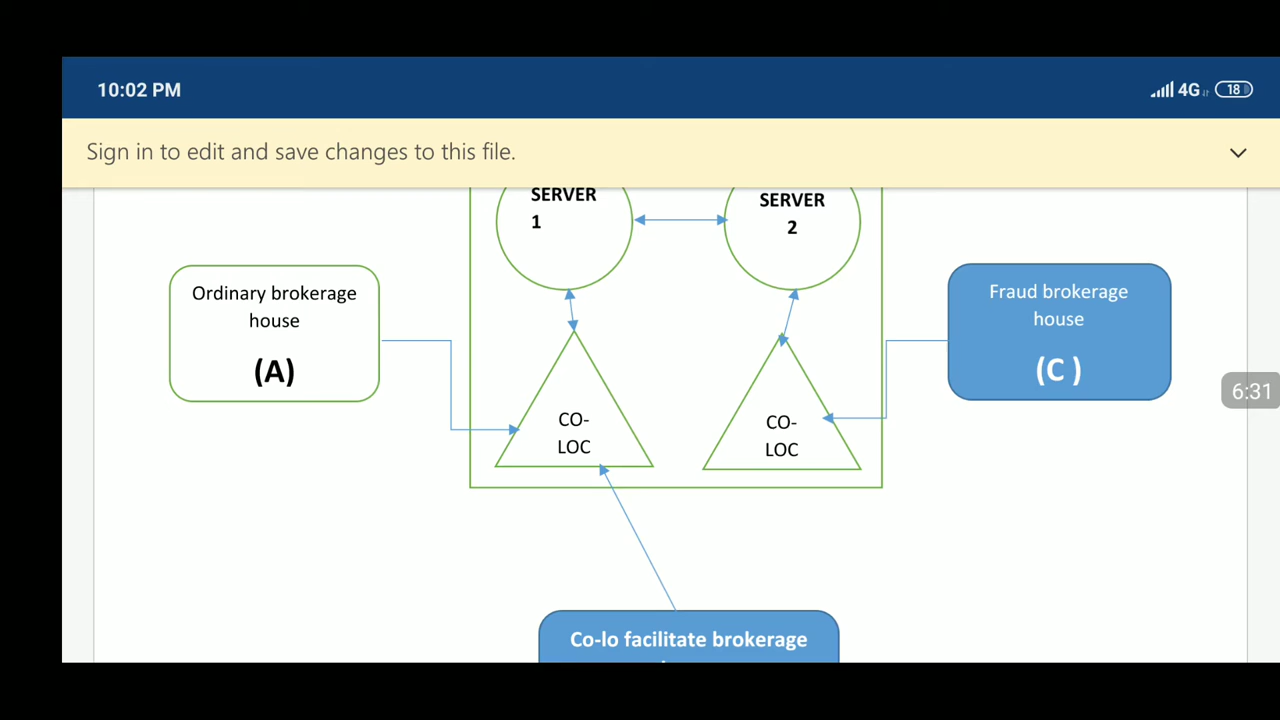 10:02 PM
4G
18
Sign in to edit and save changes to this file.
SERVER
1
SERVER
2
Ordinary brokerage
house
(A)
Fraud brokerage
house
(C )
6:31
CO-
LOC
CO-
LOC
Co-lo facilitate brokerage